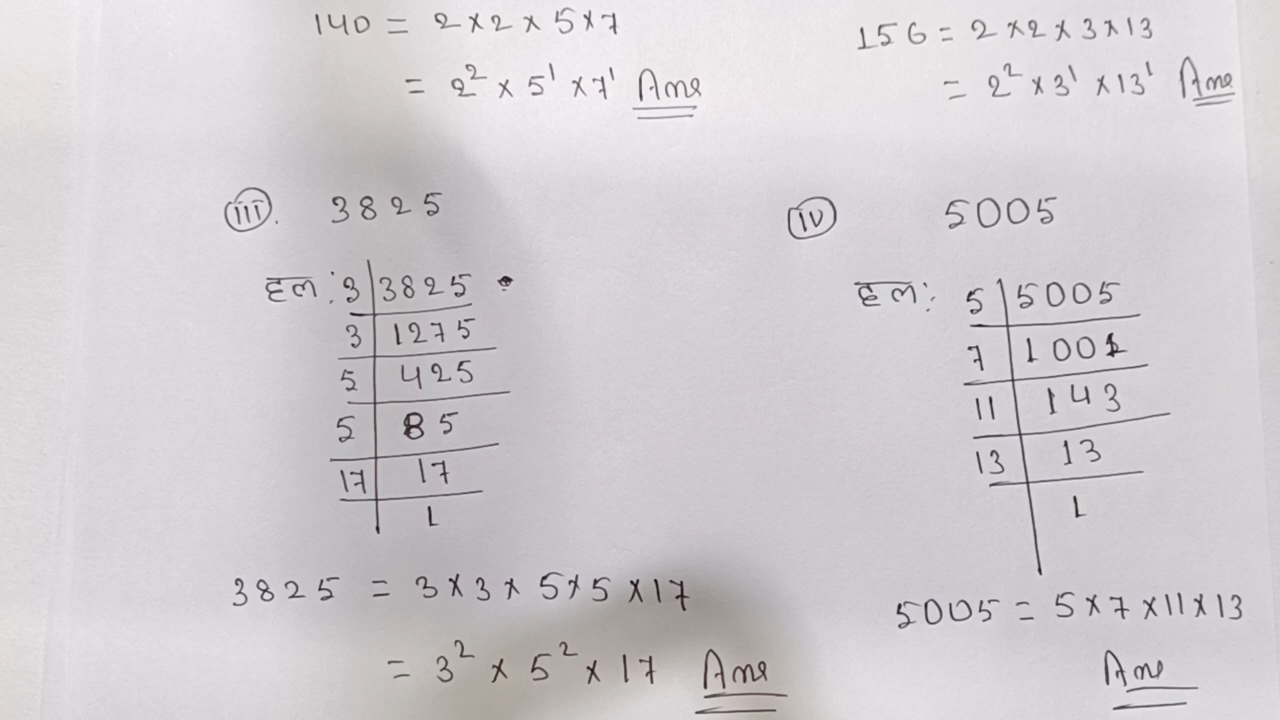 140 = 2 × 2 × 5 × 7
= 2² × 5¹ × 7¹ Ans
156 = 2 × 2 × 3 × 13
= 2² × 3¹ × 13¹ Ans
(iii). 3825
हल : 3 | 3825
3 | 1275
5 | 425
5 | 85
17 | 17
1
3825 = 3 × 3 × 5 × 5 × 17
= 3² × 5² × 17 Ans
(iv) 5005
हल : 5 | 5005
7 | 1001
11 | 143
13 | 13
1
5005 = 5 × 7 × 11 × 13
Ans